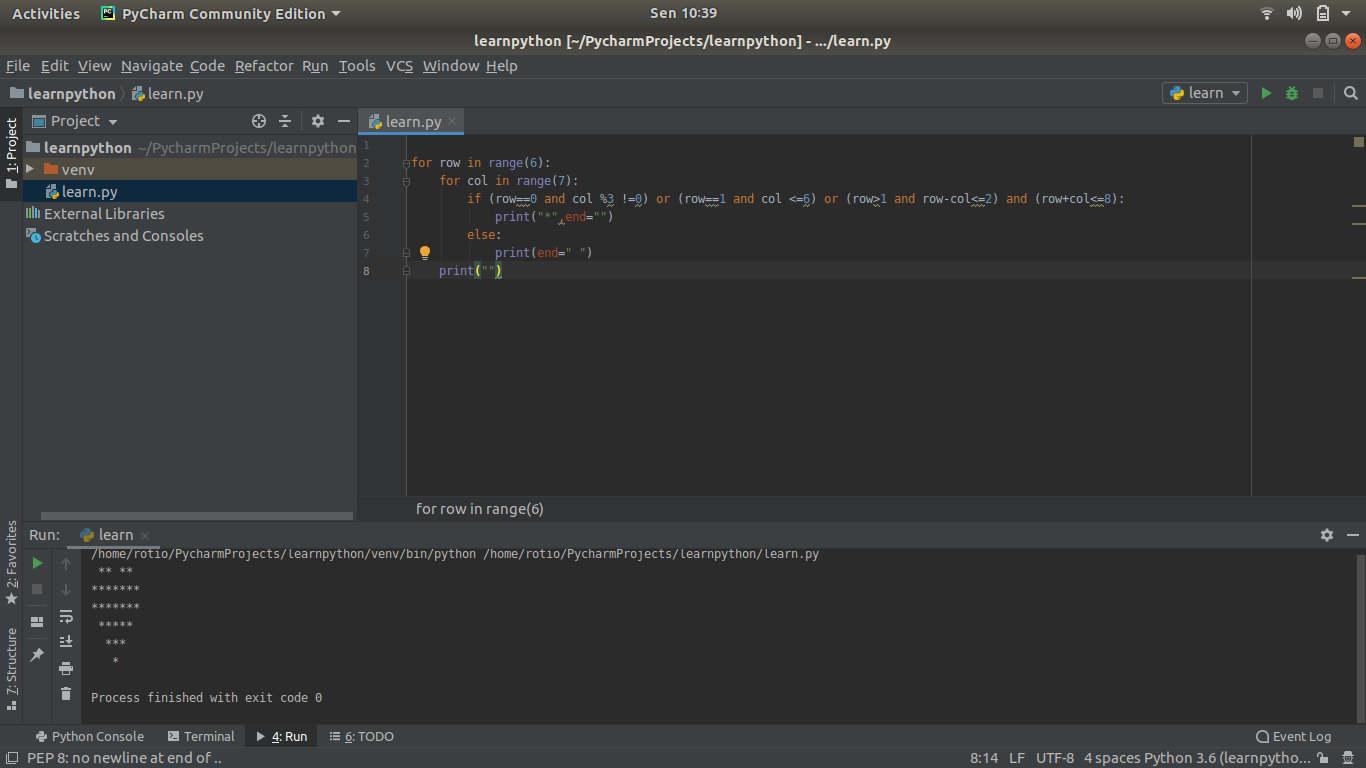 Activities PyCharm Community Edition Sen 10:39
learnpython [~/PycharmProjects/learnpython] - .../learn.py
File Edit View Navigate Code Refactor Run Tools VCS Window Help
learnpython learn.py learn
1: Project
Project
learn.py
learnpython ~/PycharmProjects/learnpython
venv
learn.py
External Libraries
Scratches and Consoles
1
2 for row in range(6):
3     for col in range(7):
4         if (row==0 and col %3 !=0) or (row==1 and col <=6) or (row>1 and row-col<=2) and (row+col<=8):
5             print("*",end="")
6         else:
7             print(end=" ")
8     print("")
for row in range(6)
2: Favorites
7: Structure
Run: learn
/home/rotio/PycharmProjects/learnpython/venv/bin/python /home/rotio/PycharmProjects/learnpython/learn.py
 ** **
*******
*******
 *****
  ***
   *
Process finished with exit code 0
Python Console Terminal 4: Run 6: TODO Event Log
PEP 8: no newline at end of .. 8:14 LF UTF-8 4 spaces Python 3.6 (learnpytho...